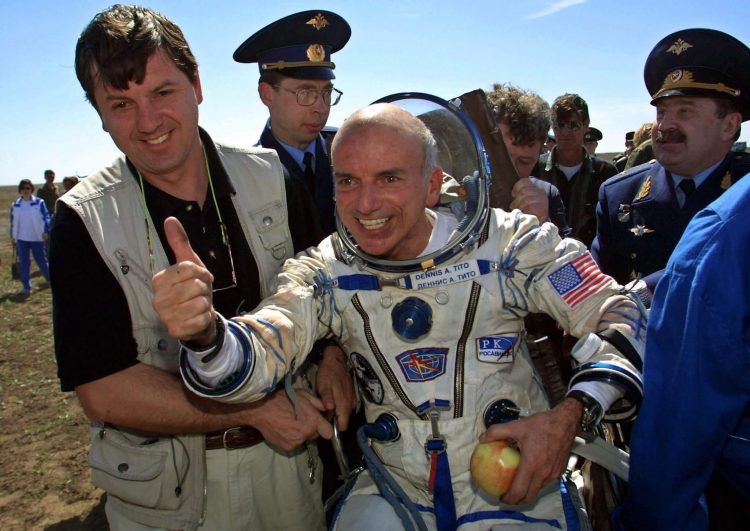 DENNIS A. TITO
ДЕННИС А. ТИТО
РК
РОСАВИА